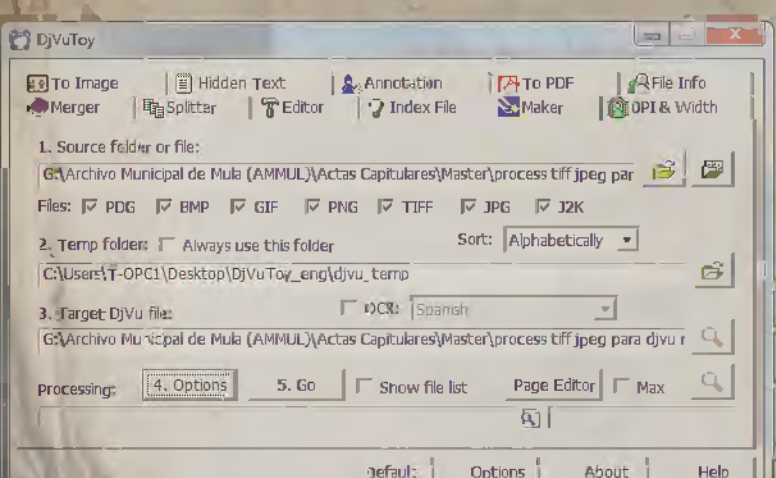 DjVuToy
To Image Hidden Text Annotation To PDF File Info
Merger Splitter Editor Index File Maker DPI & Width
1. Source folder or file:
G:\Archivo Municipal de Mula (AMMUL)\Actas Capitulares\Master\process tiff jpeg par
Files: PDG BMP GIF PNG TIFF JPG J2K
2. Temp folder: Always use this folder Sort: Alphabetically
C:\Users\T-OPC1\Desktop\DjVuToy_eng\djvu_temp
3. Target DjVu file: OCR: Spanish
G:\Archivo Municipal de Mula (AMMUL)\Actas Capitulares\Master\process tiff jpeg para djvu r
Processing: 4. Options 5. Go Show file list Page Editor Max
Default Options About Help